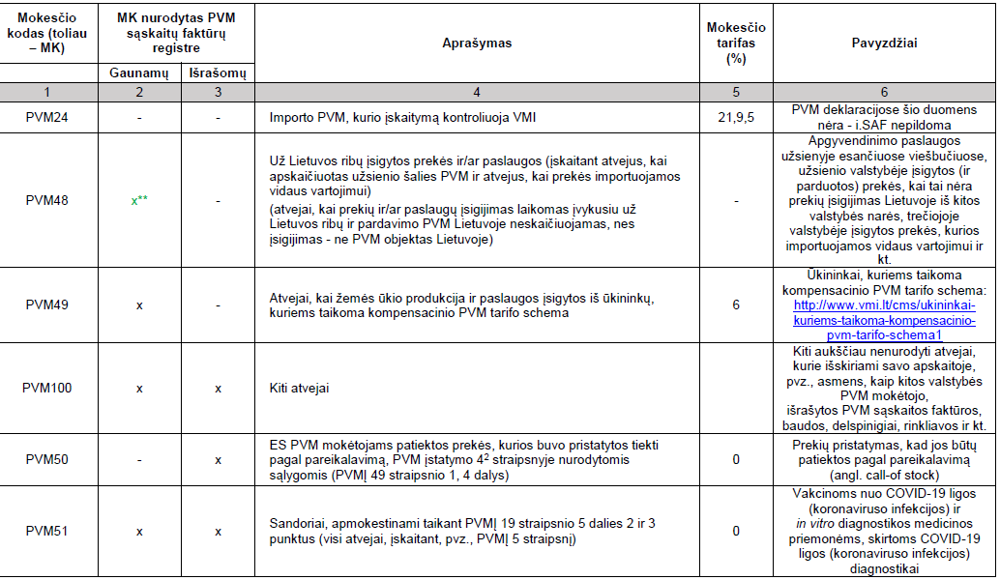 Mokesčio kodas (toliau – MK)
MK nurodytas PVM sąskaitų faktūrų registre
Aprašymas
Mokesčio tarifas (%)
Pavyzdžiai
Gaunamų
Išrašomų
1
2
3
4
5
6
PVM24
-
-
Importo PVM, kurio įskaitymą kontroliuoja VMI
21,9,5
PVM deklaracijose šio duomens
nėra - i.SAF nepildoma
PVM48
x**
-
Už Lietuvos ribų įsigytos prekės ir/ar paslaugos (įskaitant atvejus, kai
apskaičiuotas užsienio šalies PVM ir atvejus, kai prekės importuojamos
vidaus vartojimui)
(atvejai, kai prekių ir/ar paslaugų įsigijimas laikomas įvykusiu už
Lietuvos ribų ir pardavimo PVM Lietuvoje neskaičiuojamas, nes
įsigijimas - ne PVM objektas Lietuvoje)
-
Apgyvendinimo paslaugos
užsienyje esančiuose viešbučiuose,
užsienio valstybėje įsigytos (ir
parduotos) prekės, kai tai nėra
prekių įsigijimas Lietuvoje iš kitos
valstybės narės, trečiojoje
valstybėje įsigytos prekės, kurios
importuojamos vidaus vartojimui ir
kt.
PVM49
x
-
Atvejai, kai žemės ūkio produkcija ir paslaugos įsigytos iš ūkininkų,
kuriems taikoma kompensacinio PVM tarifo schema
6
Ūkininkai, kuriems taikoma
kompensacinio PVM tarifo schema:
http://www.vmi.lt/cms/ukininkai-
kuriems-taikoma-kompensacinio-
pvm-tarifo-schema1
PVM100
x
x
Kiti atvejai
Kiti aukščiau nenurodyti atvejai,
kurie išskiriami savo apskaitoje,
pvz., asmens, kaip kitos valstybės
PVM mokėtojo,
išrašytos PVM sąskaitos faktūros,
baudos, delspinigiai, rinkliavos ir kt.
PVM50
-
x
ES PVM mokėtojams patiektos prekės, kurios buvo pristatytos tiekti
pagal pareikalavimą, PVM įstatymo 4² straipsnyje nurodytomis
sąlygomis (PVMĮ 49 straipsnio 1, 4 dalys)
0
Prekių pristatymas, kad jos būtų
patiektos pagal pareikalavimą
(angl. call-of stock)
PVM51
x
x
Sandoriai, apmokestinami taikant PVMĮ 19 straipsnio 5 dalies 2 ir 3
punktus (visi atvejai, įskaitant, pvz., PVMĮ 5 straipsnį)
0
Vakcinoms nuo COVID-19 ligos
(koronaviruso infekcijos) ir
in vitro diagnostikos medicinos
priemonėms, skirtoms COVID-19
ligos (koronaviruso infekcijos)
diagnostikai